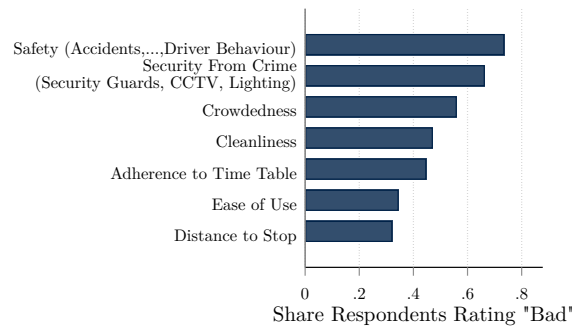 Safety (Accidents,...,Driver Behaviour)
Security From Crime
(Security Guards, CCTV, Lighting)
Crowdedness
Cleanliness
Adherence to Time Table
Ease of Use
Distance to Stop
0 .2 .4 .6 .8
Share Respondents Rating "Bad"